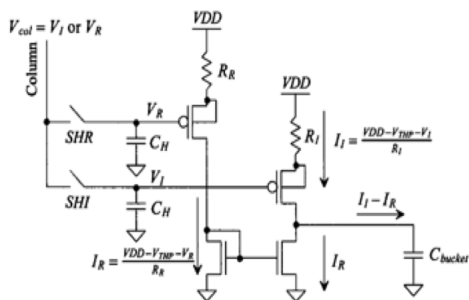 V_col = V_I or V_R
Column
VDD
R_R
VDD
SHR
V_R
C_H
R_I
I_I = (VDD−V_THP−V_I)/R_I
SHI
V_I
C_H
I_I − I_R
I_R = (VDD−V_THP−V_R)/R_R
I_R
C_bucket